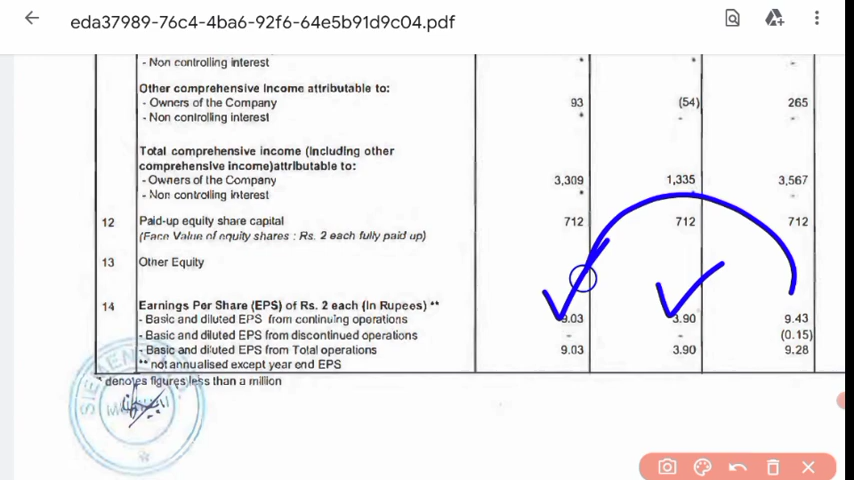 eda37989-76c4-4ba6-92f6-64e5b91d9c04.pdf
- Non controlling interest * * -
Other comprehensive Income attributable to:
- Owners of the Company 93 (54) 265
- Non controlling interest * - -
Total comprehensive income (including other
comprehensive income)attributable to:
- Owners of the Company 3,309 1,335 3,567
- Non controlling interest * * -
12 Paid-up equity share capital 712 712 712
(Face Value of equity shares : Rs. 2 each fully paid up)
13 Other Equity
14 Earnings Per Share (EPS) of Rs. 2 each (In Rupees) **
- Basic and diluted EPS from continuing operations 9.03 3.90 9.43
- Basic and diluted EPS from discontinued operations - - (0.15)
- Basic and diluted EPS from Total operations 9.03 3.90 9.28
** not annualised except year end EPS
* denotes figures less than a million